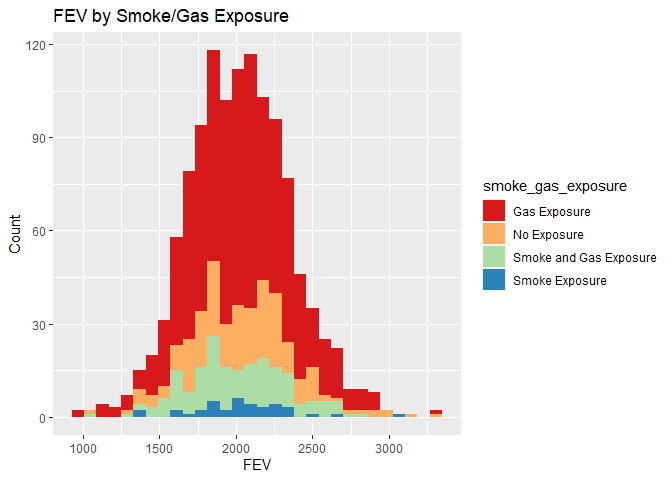 FEV by Smoke/Gas Exposure
120
90
60
30
0
Count
1000 1500 2000 2500 3000
FEV
smoke_gas_exposure
Gas Exposure
No Exposure
Smoke and Gas Exposure
Smoke Exposure